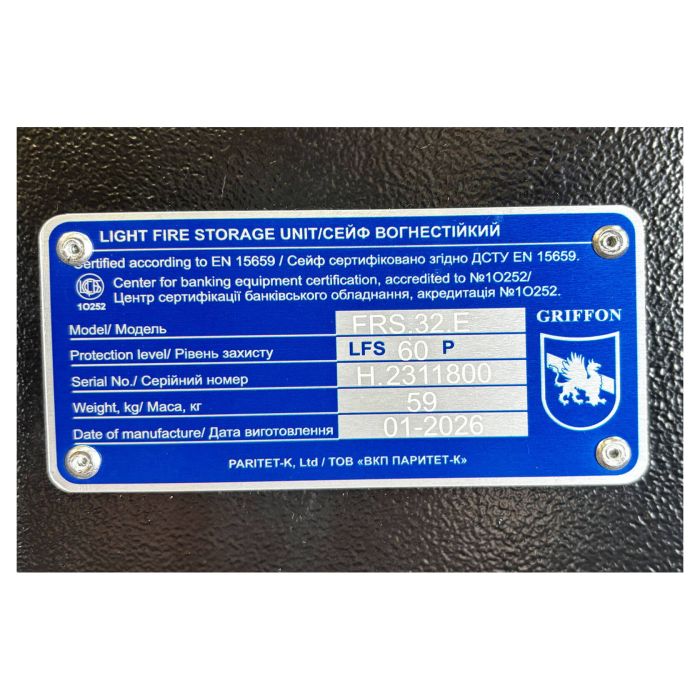 LIGHT FIRE STORAGE UNIT/СЕЙФ ВОГНЕСТІЙКИЙ
Certified according to EN 15659 / Сейф сертифіковано згідно ДСТУ EN 15659.
Center for banking equipment certification, accredited to №1O252/
Центр сертифікації банківського обладнання, акредитація №1O252.
1O252
GRIFFON
Model/ Модель FRS.32.E
Protection level/ Рівень захисту LFS 60 P
Serial No./ Серійний номер H.2311800
Weight, kg/ Маса, кг 59
Date of manufacture/ Дата виготовлення 01-2026
PARITET-K, Ltd / ТОВ «ВКП ПАРИТЕТ-К»